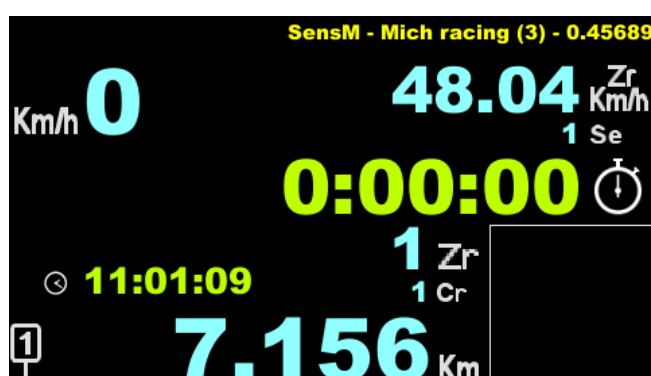 SensM - Mich racing (3) - 0.45689
Km/h 0 48.04 Zr Km/h
1 Se
0:00:00
1 Zr
11:01:09 1 Cr
1 7.156 Km